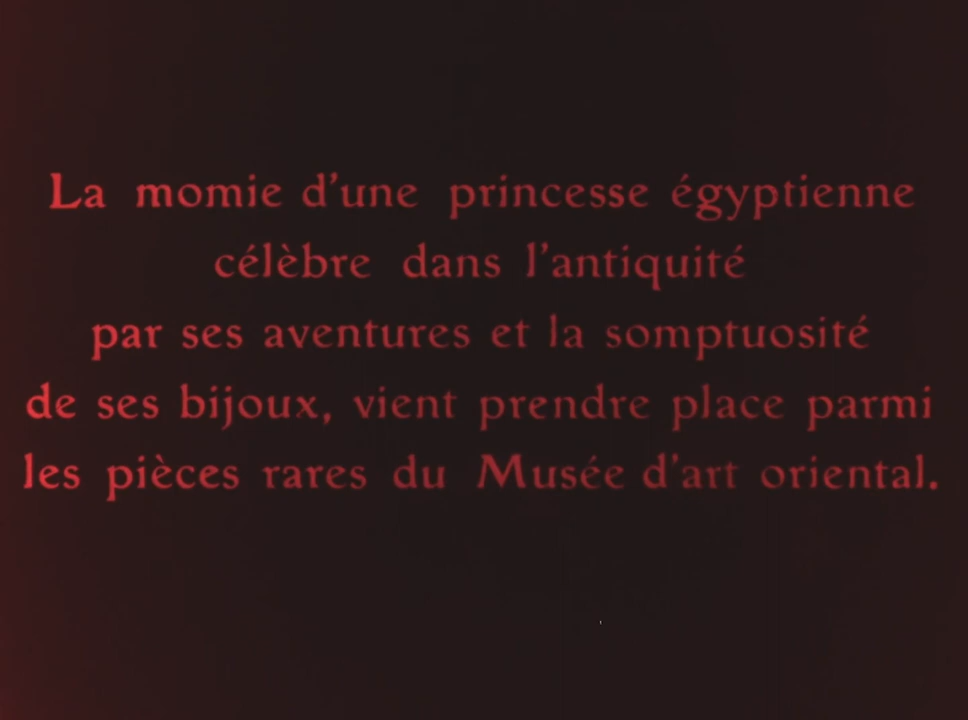 La momie d'une princesse égyptienne
célèbre dans l'antiquité
par ses aventures et la somptuosité
de ses bijoux, vient prendre place parmi
les pièces rares du Musée d'art oriental.